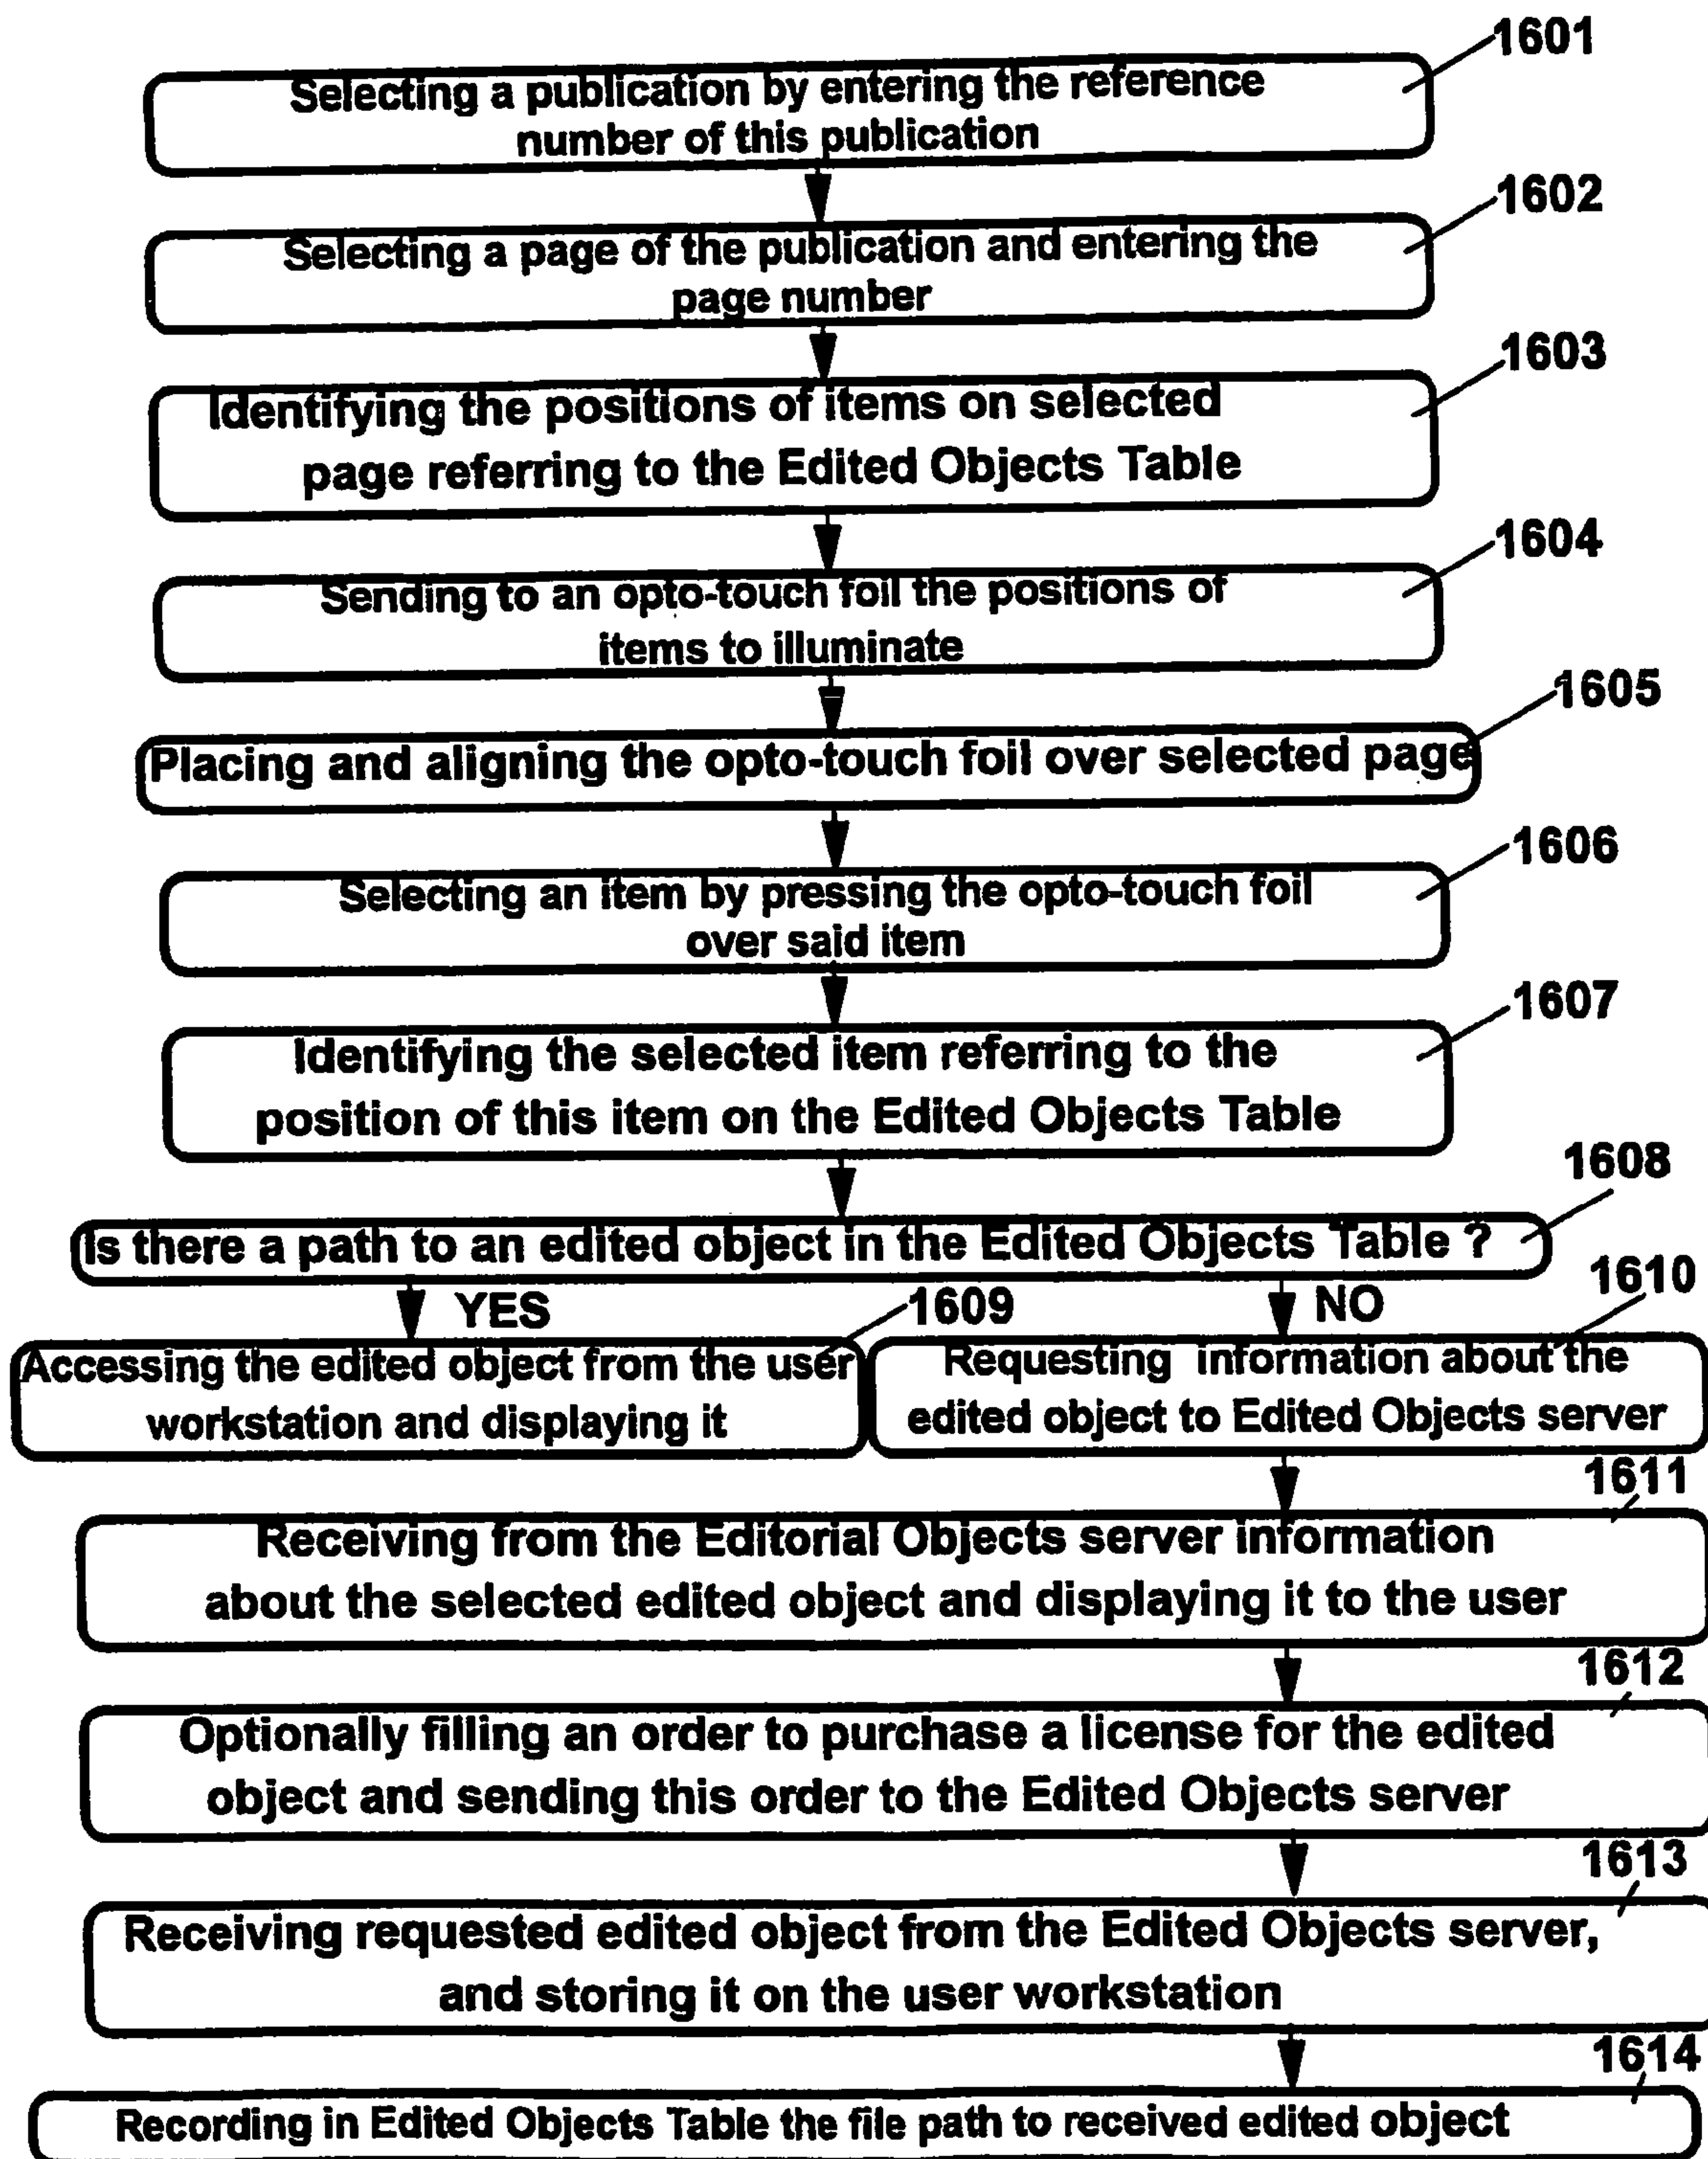 1601
Selecting a publication by entering the reference
number of this publication
1602
Selecting a page of the publication and entering the
page number
1603
Identifying the positions of items on selected
page referring to the Edited Objects Table
1604
Sending to an opto-touch foil the positions of
items to illuminate
1605
Placing and aligning the opto-touch foil over selected page
1606
Selecting an item by pressing the opto-touch foil
over said item
1607
Identifying the selected item referring to the
position of this item on the Edited Objects Table
1608
Is there a path to an edited object in the Edited Objects Table ?
YES
1609
NO
1610
Accessing the edited object from the user
workstation and displaying it
Requesting information about the
edited object to Edited Objects server
1611
Receiving from the Editorial Objects server information
about the selected edited object and displaying it to the user
1612
Optionally filling an order to purchase a license for the edited
object and sending this order to the Edited Objects server
1613
Receiving requested edited object from the Edited Objects server,
and storing it on the user workstation
1614
Recording in Edited Objects Table the file path to received edited object